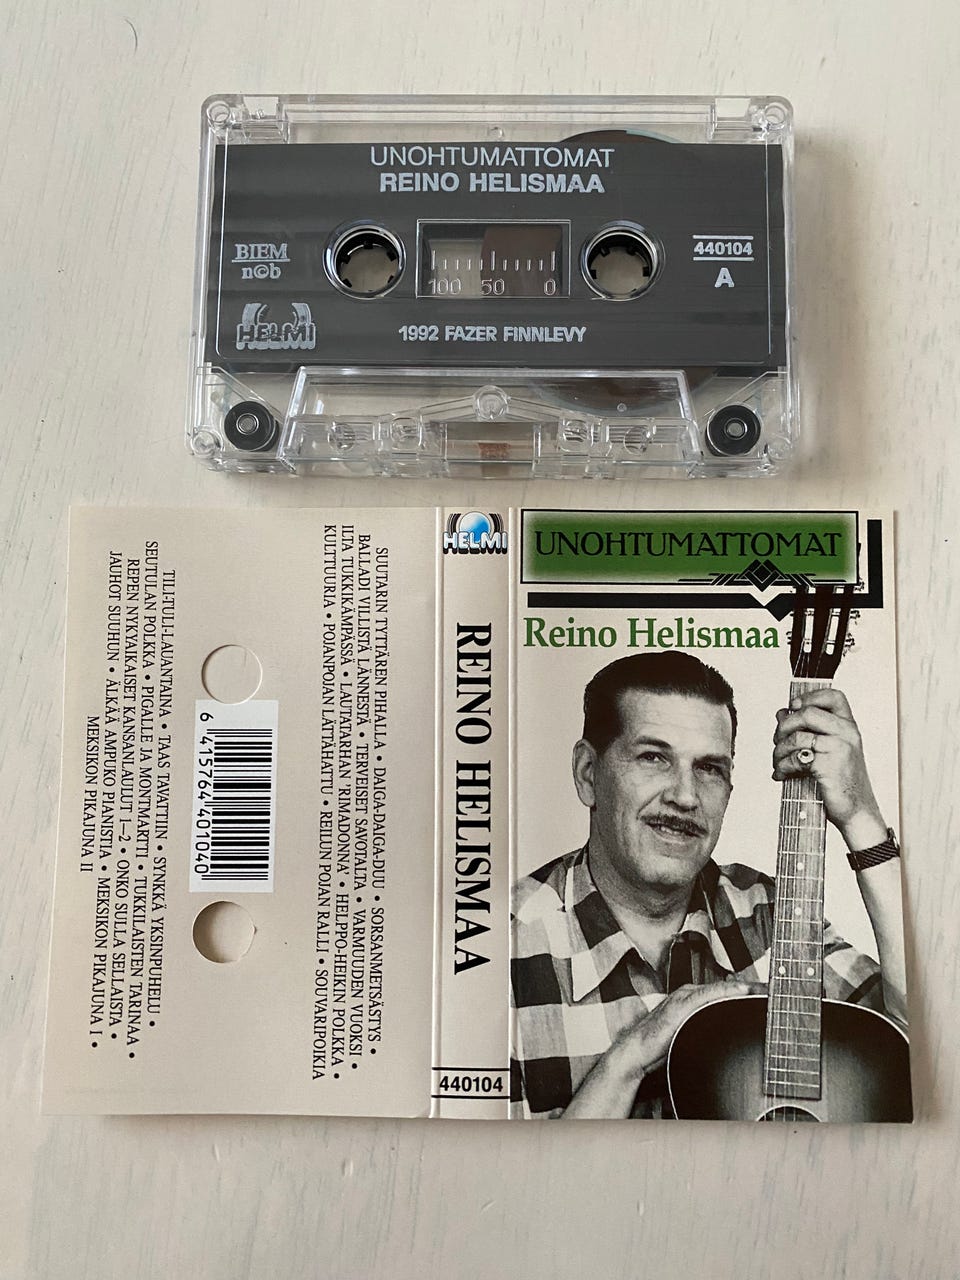 UNOHTUMATTOMAT
REINO HELISMAA
BIEM
n©b
440104
A
100 50 0
HELMI
1992 FAZER FINNLEVY
HELMI
REINO HELISMAA
440104
UNOHTUMATTOMAT
Reino Helismaa
SUUTARIN TYTTÄREN PIHALLA • DAIGA-DAIGA-DUU • SORSANMETSÄSTYS •
BALLADI VILLISTÄ LÄNNESTÄ • TERVEISET SAVOTALTA • VARMUUDEN VUOKSI •
ILTA TUKKIKÄMPÄSSÄ • LAUTATARHAN 'RIMADONNA' • HELPPO-HEIKIN POLKKA •
KULTTUURIA • POJANPOJAN LÄTTÄHATTU • REILUN POJAN RALLI • SOUVARIPOIKIA
6 415764 401040
TILI-TULI-LAUANTAINA • TAAS TAVATTIIN • SYNKKÄ YKSINPUHELU •
SEUTULAN POLKKA • PIGALLE JA MONTMARTTI • TUKKILAISTEN TARINAA •
REPEN NYKYAIKAISET KANSANLAULUT 1–2 • ONKO SULLA SELLAISTA •
JAUHOT SUUHUN • ÄLKÄÄ AMPUKO PIANISTIA • MEKSIKON PIKAJUNA I •
MEKSIKON PIKAJUNA II